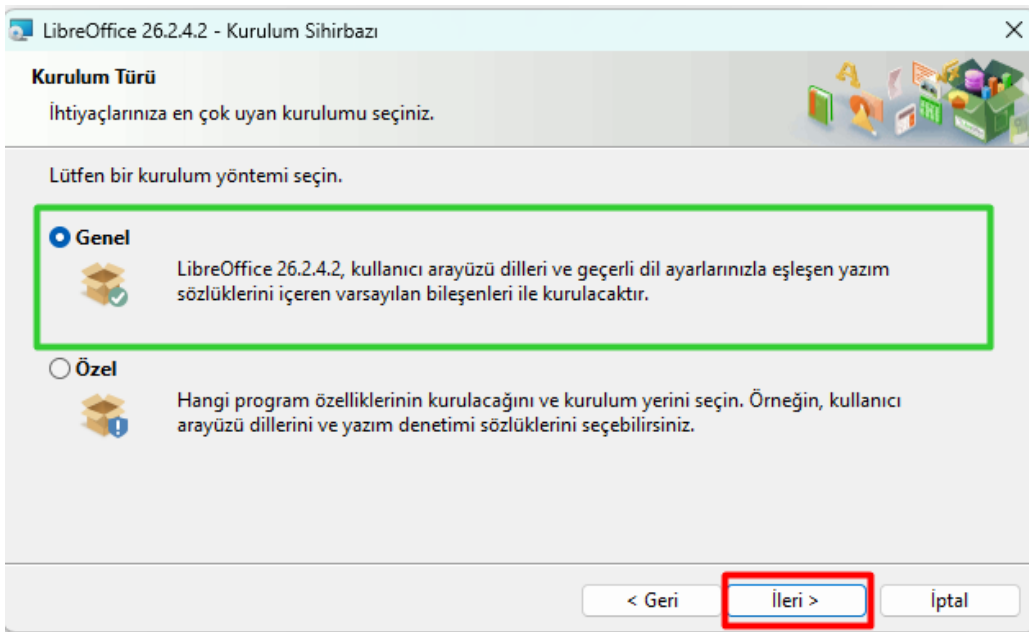 LibreOffice 26.2.4.2 - Kurulum Sihirbazı
Kurulum Türü
İhtiyaçlarınıza en çok uyan kurulumu seçiniz.
Lütfen bir kurulum yöntemi seçin.
Genel
LibreOffice 26.2.4.2, kullanıcı arayüzü dilleri ve geçerli dil ayarlarınızla eşleşen yazım
sözlüklerini içeren varsayılan bileşenleri ile kurulacaktır.
Özel
Hangi program özelliklerinin kurulacağını ve kurulum yerini seçin. Örneğin, kullanıcı
arayüzü dillerini ve yazım denetimi sözlüklerini seçebilirsiniz.
< Geri
İleri >
İptal